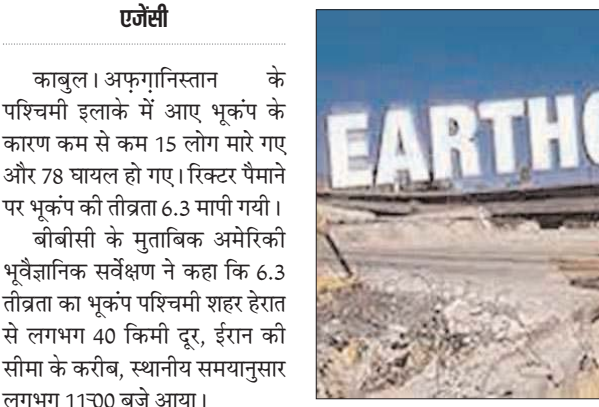 एजेंसी
काबुल। अफ़ग़ानिस्तान के
पश्चिमी इलाके में आए भूकंप के
कारण कम से कम 15 लोग मारे गए
और 78 घायल हो गए। रिक्टर पैमाने
पर भूकंप की तीव्रता 6.3 मापी गयी।
बीबीसी के मुताबिक अमेरिकी
भूवैज्ञानिक सर्वेक्षण ने कहा कि 6.3
तीव्रता का भूकंप पश्चिमी शहर हेरात
से लगभग 40 किमी दूर, ईरान की
सीमा के करीब, स्थानीय समयानुसार
लगभग 11ः00 बजे आया।
EARTH